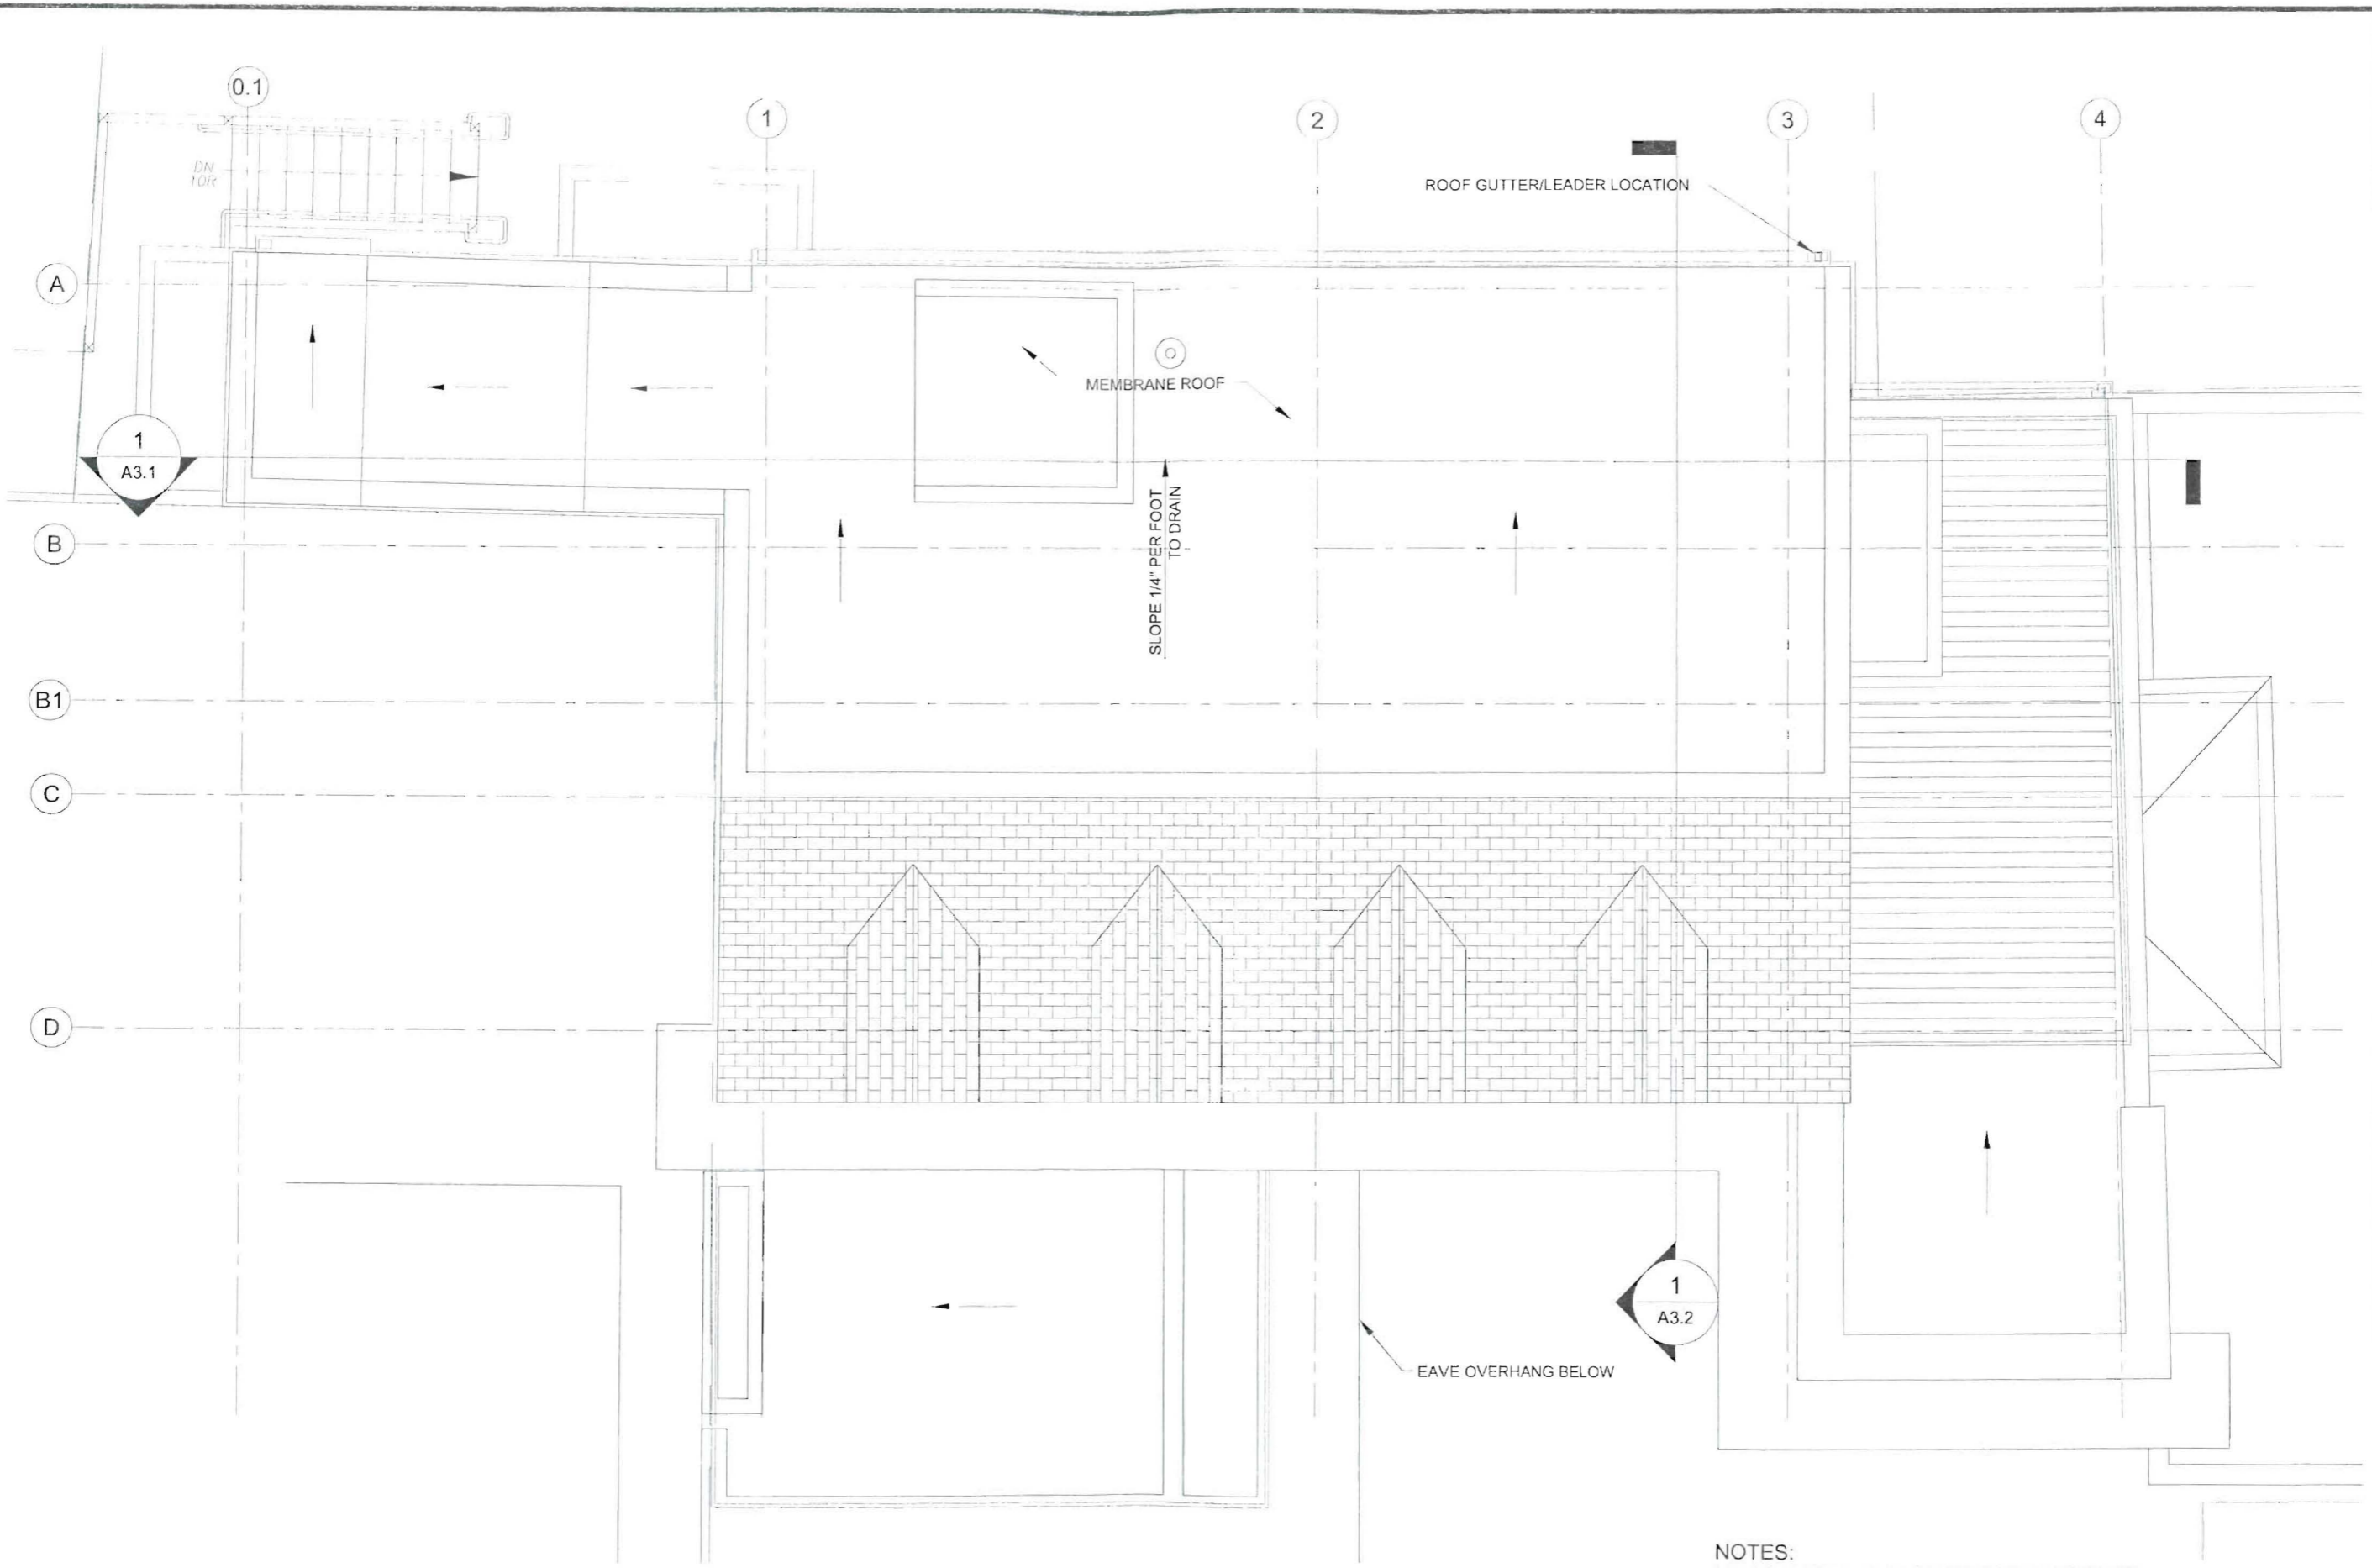 0.1
1
2
3
4
DN
ROOF GUTTER/LEADER LOCATION
A
MEMBRANE ROOF
1
A3.1
SLOPE 1/4" PER FOOT
TO DRAIN
B
B1
C
D
1
A3.2
EAVE OVERHANG BELOW
NOTES: